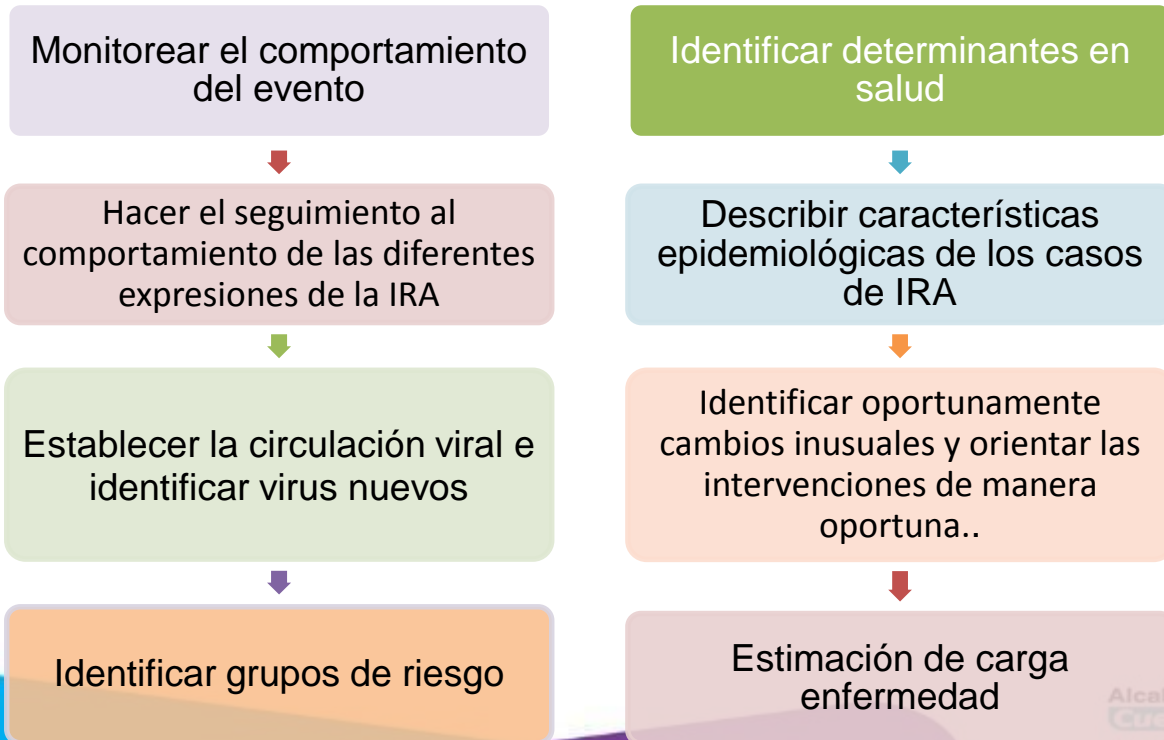 Monitorear el comportamiento
del evento
Hacer el seguimiento al
comportamiento de las diferentes
expresiones de la IRA
Establecer la circulación viral e
identificar virus nuevos
Identificar grupos de riesgo
Identificar determinantes en
salud
Describir características
epidemiológicas de los casos
de IRA
Identificar oportunamente
cambios inusuales y orientar las
intervenciones de manera
oportuna..
Estimación de carga
enfermedad